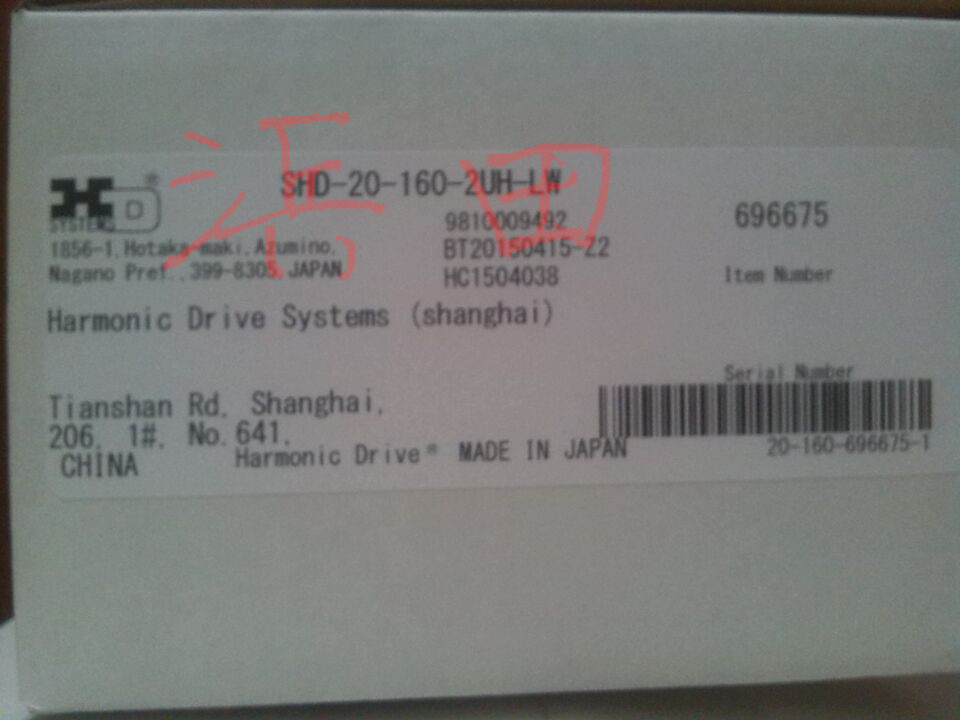 SHD-20-160-2UH-LW
9810009492
BT20150415-Z2
HC1504038
696675
Item Number
D
®
SYSTEMS
1856-1, Hotaka-maki, Azumino,
Nagano Pref., 399-8305, JAPAN
Harmonic Drive Systems (shanghai)
Serial Number
20-160-696675-1
Tianshan Rd, Shanghai,
206, 1#, No.641,
CHINA
Harmonic Drive® MADE IN JAPAN